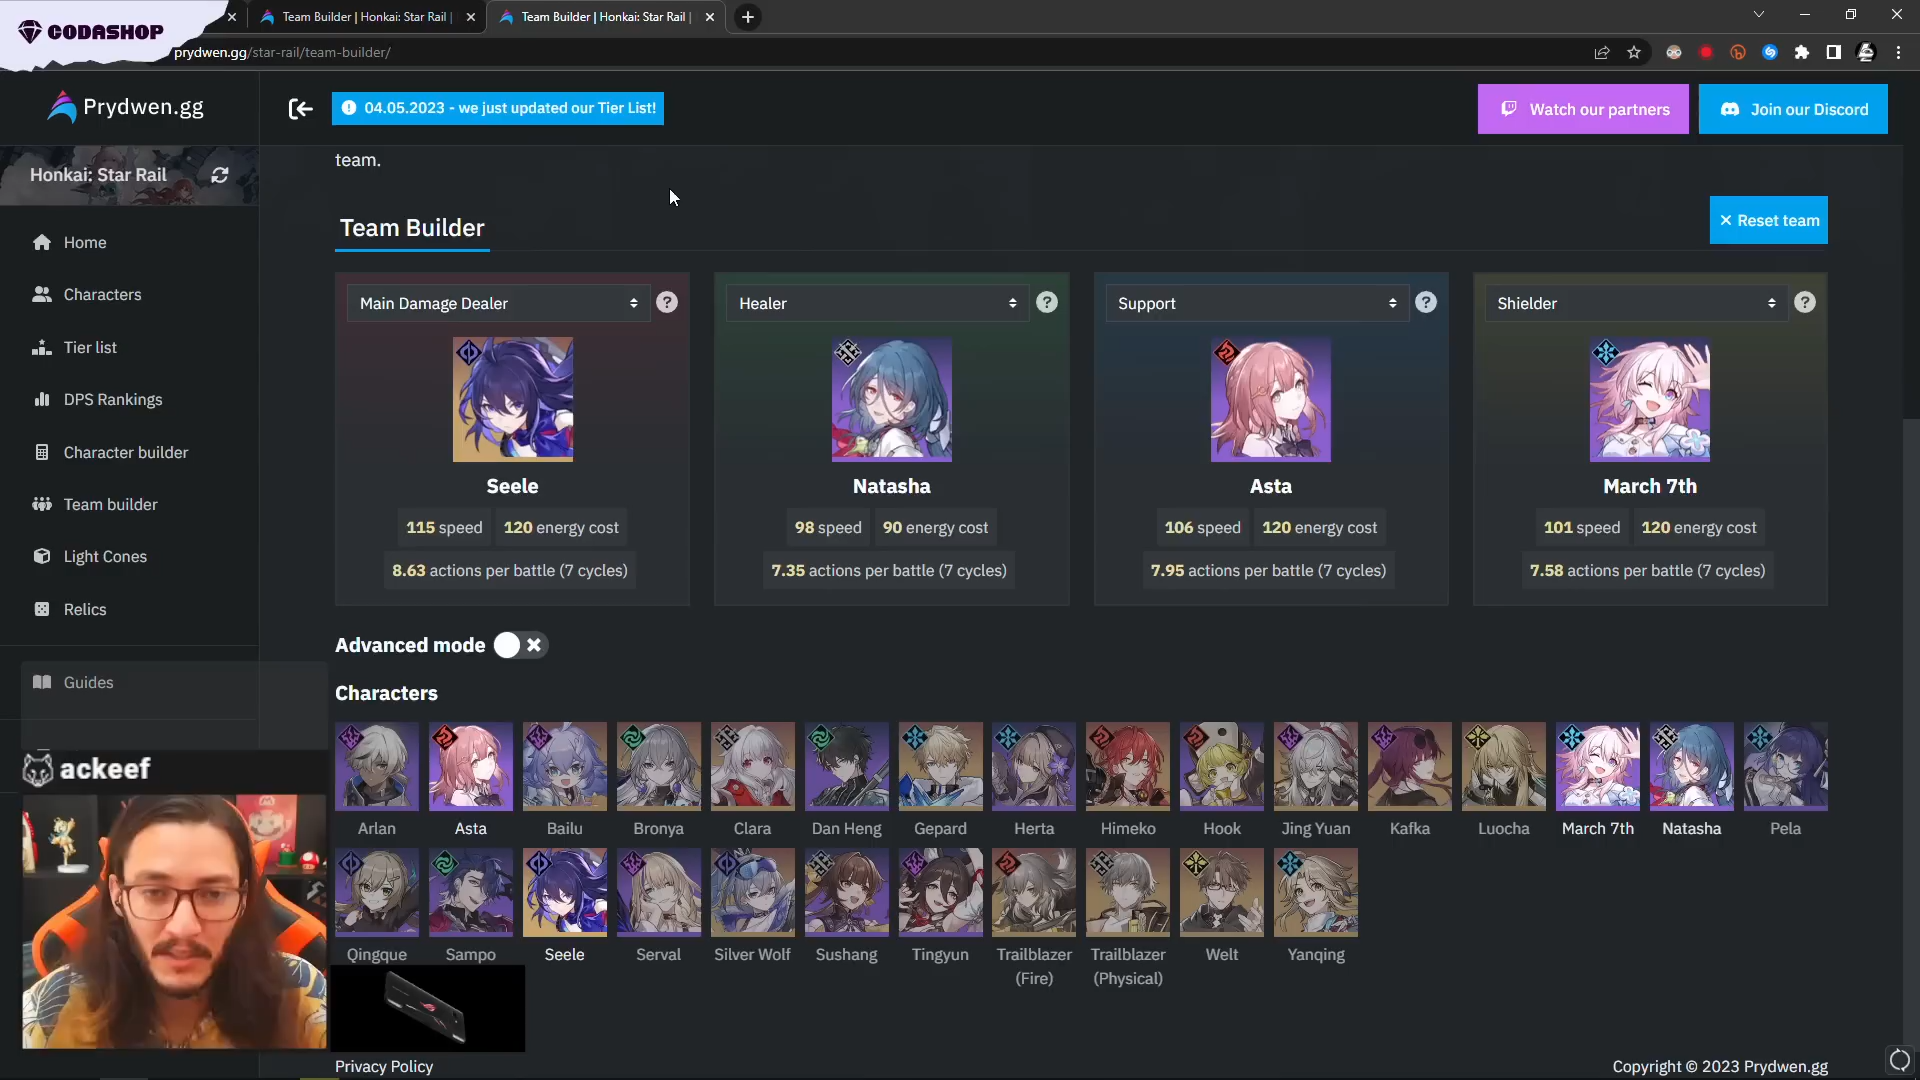 CODASHOP
Team Builder | Honkai: Star Rail |
Team Builder | Honkai: Star Rail |
prydwen.gg/star-rail/team-builder/
Prydwen.gg
04.05.2023 - we just updated our Tier List!
Watch our partners
Join our Discord
Honkai: Star Rail
Home
Characters
Tier list
DPS Rankings
Character builder
Team builder
Light Cones
Relics
Guides
team.
Team Builder
Reset team
Main Damage Dealer
Healer
Support
Shielder
Seele
Natasha
Asta
March 7th
115 speed
120 energy cost
98 speed
90 energy cost
106 speed
120 energy cost
101 speed
120 energy cost
8.63 actions per battle (7 cycles)
7.35 actions per battle (7 cycles)
7.95 actions per battle (7 cycles)
7.58 actions per battle (7 cycles)
Advanced mode
Characters
Arlan
Asta
Bailu
Bronya
Clara
Dan Heng
Gepard
Herta
Himeko
Hook
Jing Yuan
Kafka
Luocha
March 7th
Natasha
Pela
Qingque
Sampo
Seele
Serval
Silver Wolf
Sushang
Tingyun
Trailblazer
(Fire)
Trailblazer
(Physical)
Welt
Yanqing
ackeef
Privacy Policy
Copyright © 2023 Prydwen.gg